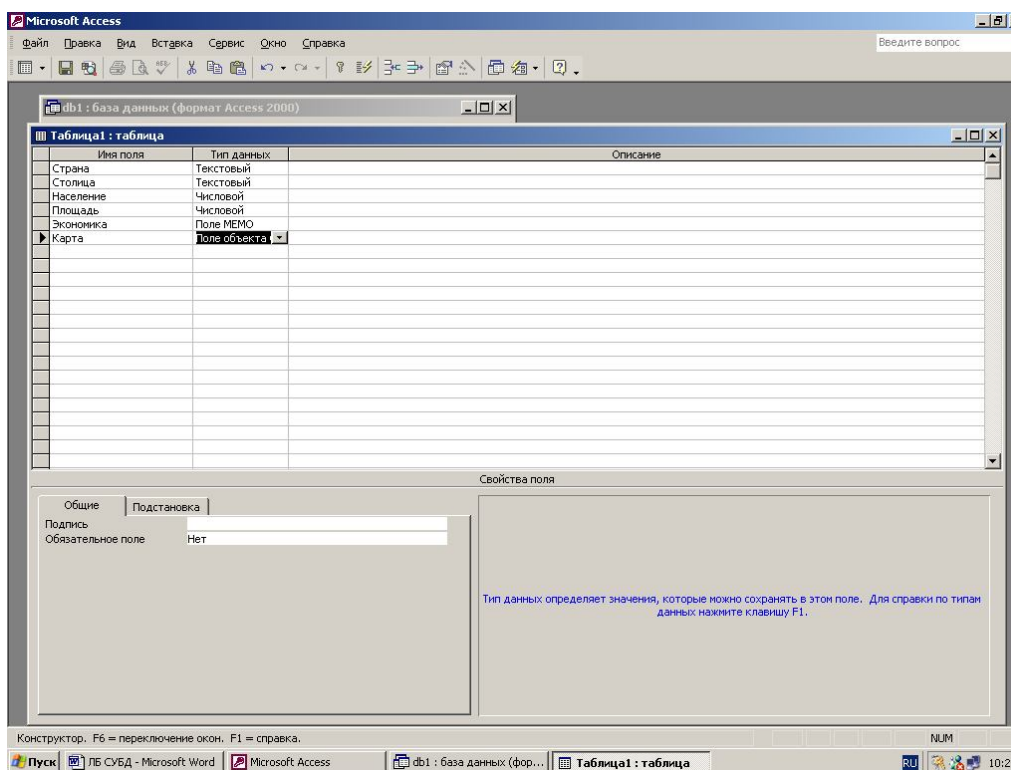 Microsoft Access
Файл Правка Вид Вставка Сервис Окно Справка Введите вопрос
db1 : база данных (формат Access 2000)
Таблица1 : таблица
Имя поля Тип данных Описание
Страна Текстовый
Столица Текстовый
Население Числовой
Площадь Числовой
Экономика Поле МЕМО
Карта Поле объекта
Свойства поля
Общие Подстановка
Подпись
Обязательное поле Нет
Тип данных определяет значения, которые можно сохранять в этом поле. Для справки по типам
данных нажмите клавишу F1.
Конструктор. F6 = переключение окон. F1 = справка. NUM
Пуск ЛБ СУБД - Microsoft Word Microsoft Access db1 : база данных (фор... Таблица1 : таблица RU 10:2